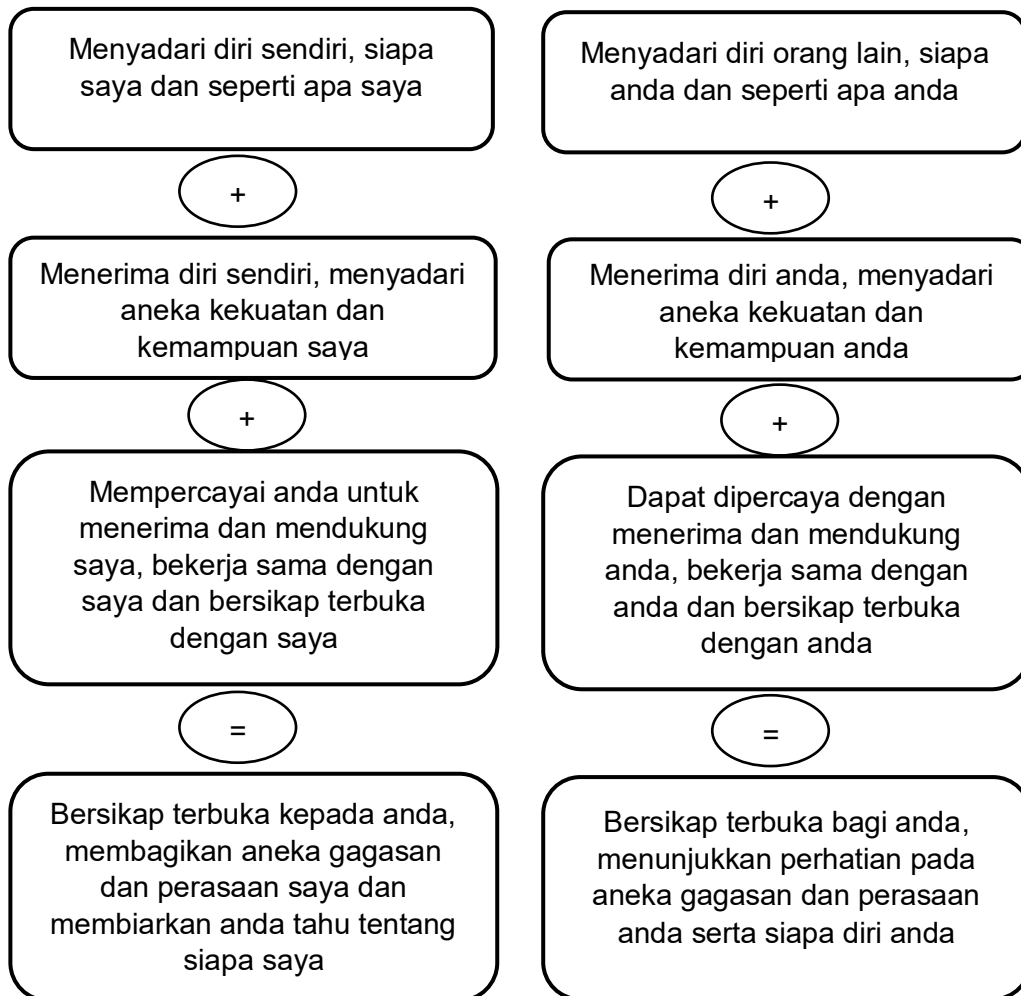 Menyadari diri sendiri, siapa
saya dan seperti apa saya
+
Menerima diri sendiri, menyadari
aneka kekuatan dan
kemampuan saya
+
Mempercayai anda untuk
menerima dan mendukung
saya, bekerja sama dengan
saya dan bersikap terbuka
dengan saya
=
Bersikap terbuka kepada anda,
membagikan aneka gagasan
dan perasaan saya dan
membiarkan anda tahu tentang
siapa saya
Menyadari diri orang lain, siapa
anda dan seperti apa anda
+
Menerima diri anda, menyadari
aneka kekuatan dan
kemampuan anda
+
Dapat dipercaya dengan
menerima dan mendukung
anda, bekerja sama dengan
anda dan bersikap terbuka
dengan anda
=
Bersikap terbuka bagi anda,
menunjukkan perhatian pada
aneka gagasan dan perasaan
anda serta siapa diri anda